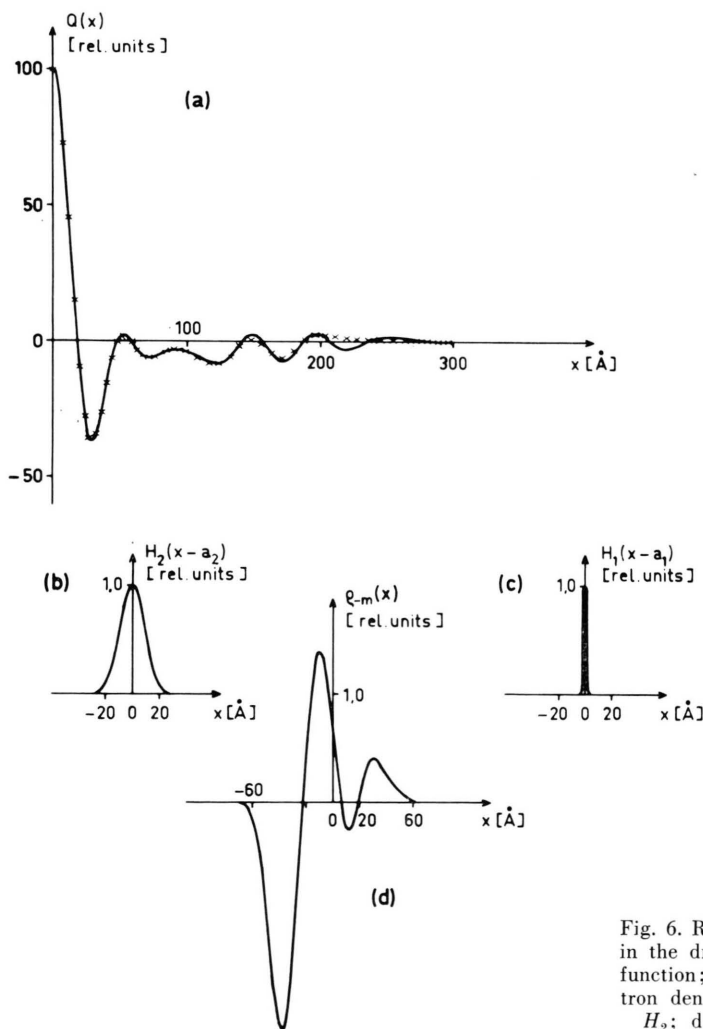 Q(x)
[rel. units]
100
(a)
50
0
100
200
300
x [Å]
-50
(b)
H₂(x-a₂)
[rel. units]
1,0
-20 0 20
x [Å]
ϱ-m(x)
[rel. units]
1,0
-60
0 20 60
x [Å]
(d)
(c)
H₁(x-a₁)
[rel. units]
1,0
-20 0 20
x [Å]
Fig. 6. R
in the d
function;
tron den
H₂; d